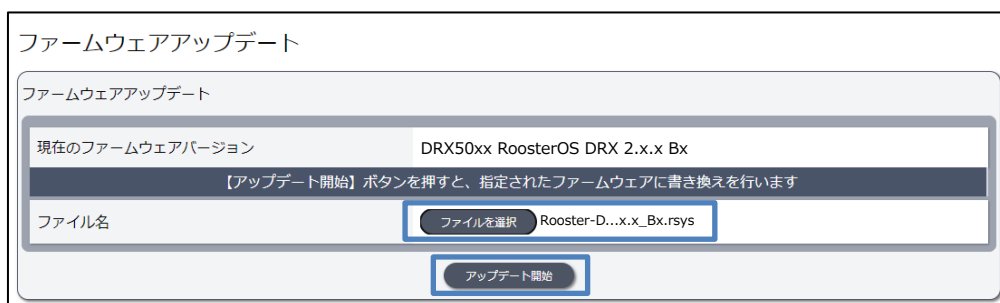 ファームウェアアップデート
ファームウェアアップデート
現在のファームウェアバージョン DRX50xx RoosterOS DRX 2.x.x Bx
【アップデート開始】ボタンを押すと、指定されたファームウェアに書き換えを行います
ファイル名 ファイルを選択 Rooster-D...x.x_Bx.rsys
アップデート開始